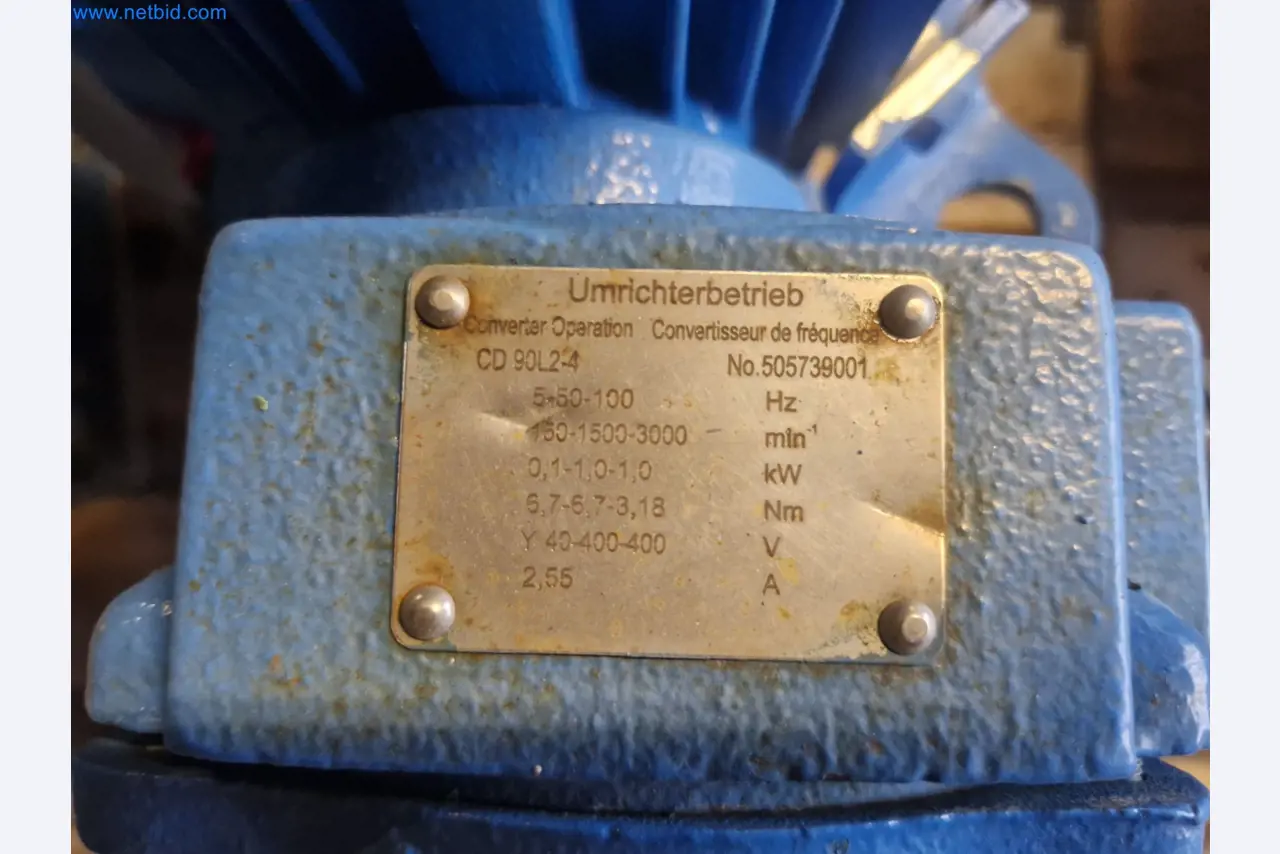 www.netbid.com
Umrichterbetrieb
Converter Operation Convertisseur de fréquence
CD 90L2-4 No.505739001
5-50-100 Hz
150-1500-3000 min⁻¹
0,1-1,0-1,0 kW
6,7-6,7-3,18 Nm
Y 40-400-400 V
2,55 A